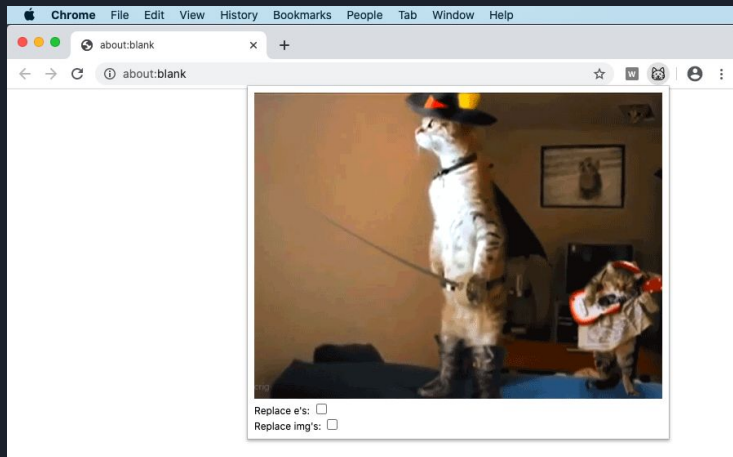 Chrome File Edit View History Bookmarks People Tab Window Help
about:blank
about:blank
W
Replace e's:
Replace img's: